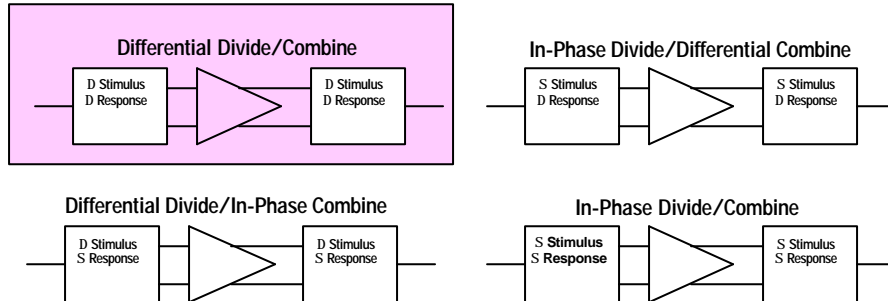 Differential Divide/Combine
D Stimulus
D Response
D Stimulus
D Response
In-Phase Divide/Differential Combine
S Stimulus
D Response
S Stimulus
D Response
Differential Divide/In-Phase Combine
D Stimulus
S Response
D Stimulus
S Response
In-Phase Divide/Combine
S Stimulus
S Response
S Stimulus
S Response